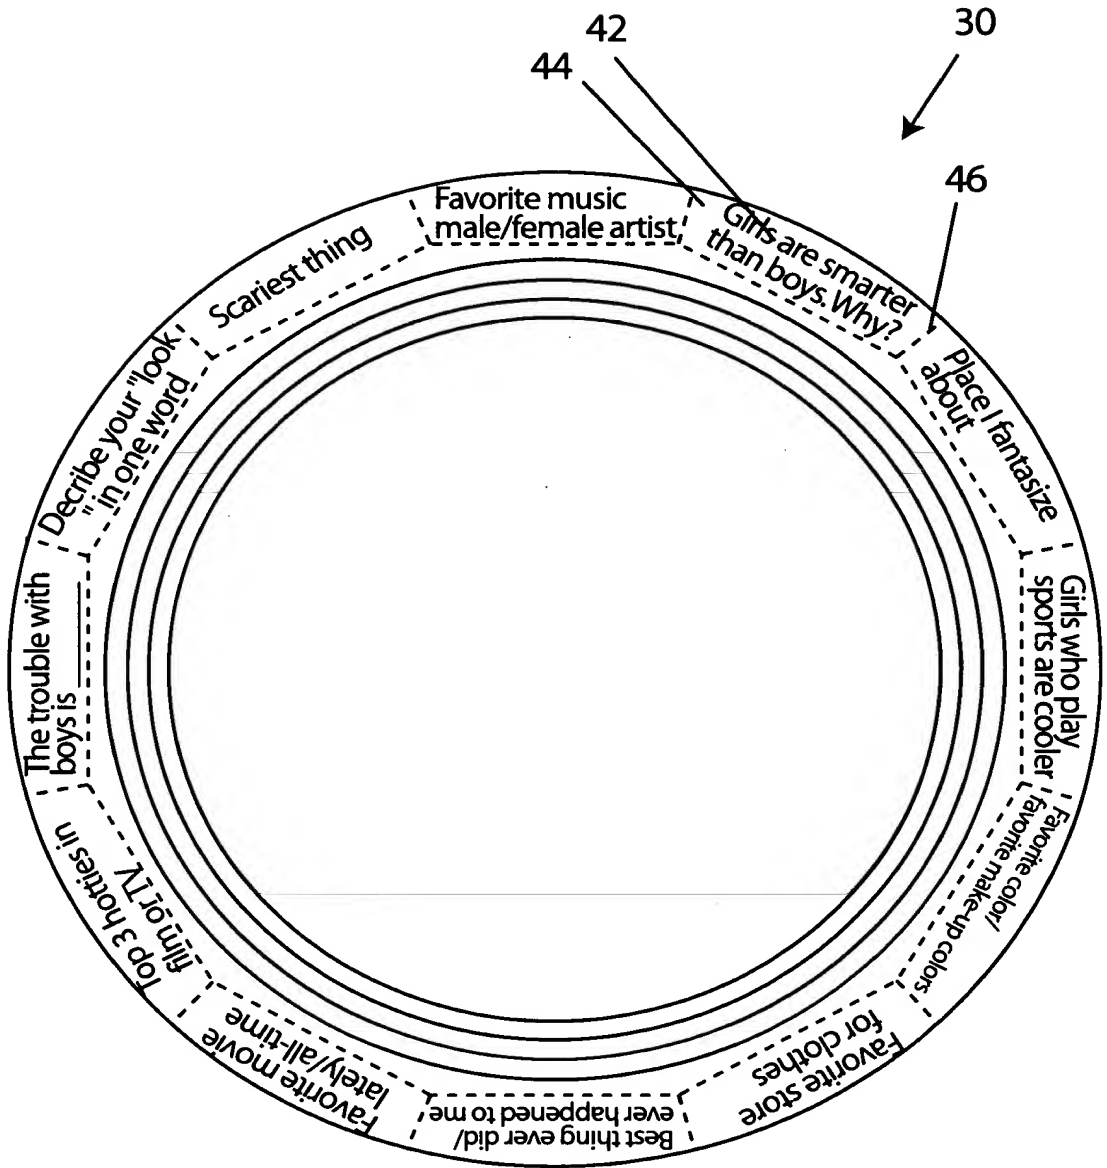 30
42
44
46
Favorite music
male/female artist
Girls are smarter
than boys. Why?
Place I fantasize
about
Girls who play
sports are cooler
Favorite color/
favorite make-up colors
Favorite store
for clothes
Best thing ever did/
ever happened to me
Favorite movie
lately/all-time
Top 3 hotties in
film or TV
The trouble with
boys is ________
Decribe your "look
" in one word
Scariest thing